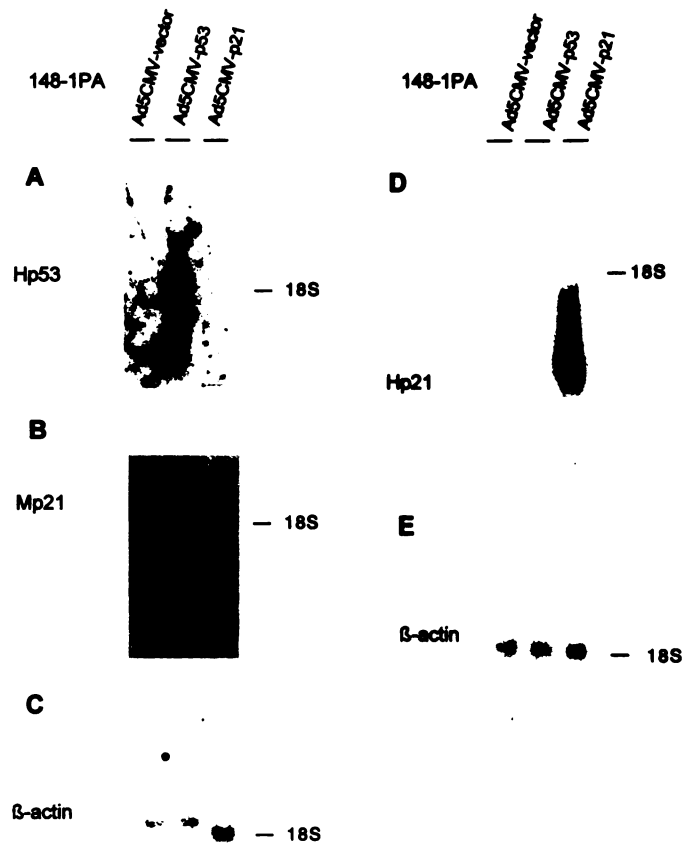 148-1PA
Ad5CMV-vector
Ad5CMV-p53
Ad5CMV-p21
A
Hp53
18S
B
Mp21
18S
C
ß-actin
18S
148-1PA
Ad5CMV-vector
Ad5CMV-p53
Ad5CMV-p21
D
18S
Hp21
E
ß-actin
18S